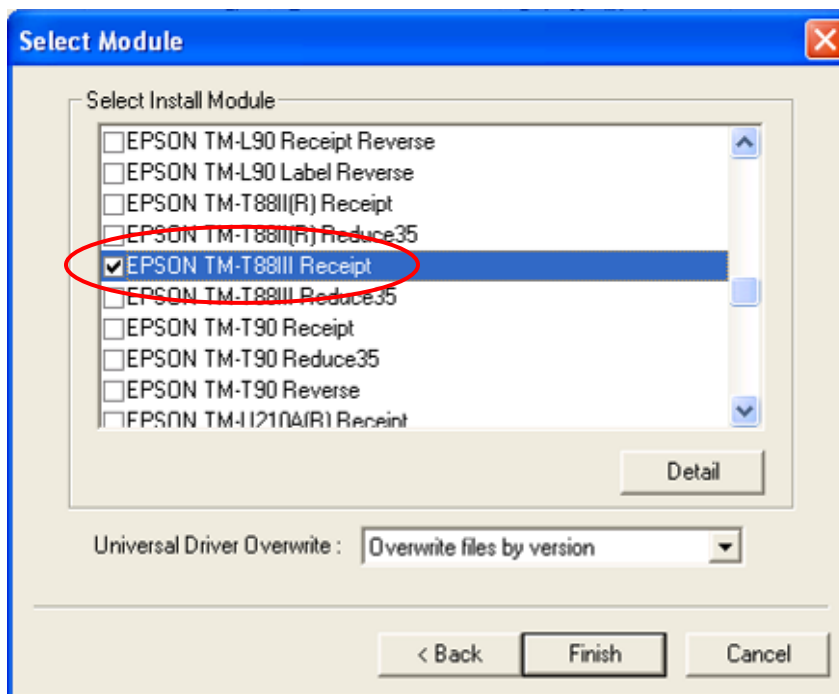 Select Module
Select Install Module
EPSON TM-L90 Receipt Reverse
EPSON TM-L90 Label Reverse
EPSON TM-T88II(R) Receipt
EPSON TM-T88II(R) Reduce35
EPSON TM-T88III Receipt
EPSON TM-T88III Reduce35
EPSON TM-T90 Receipt
EPSON TM-T90 Reduce35
EPSON TM-T90 Reverse
EPSON TM-U210A(R) Receipt
Detail
Universal Driver Overwrite :
Overwrite files by version
< Back
Finish
Cancel